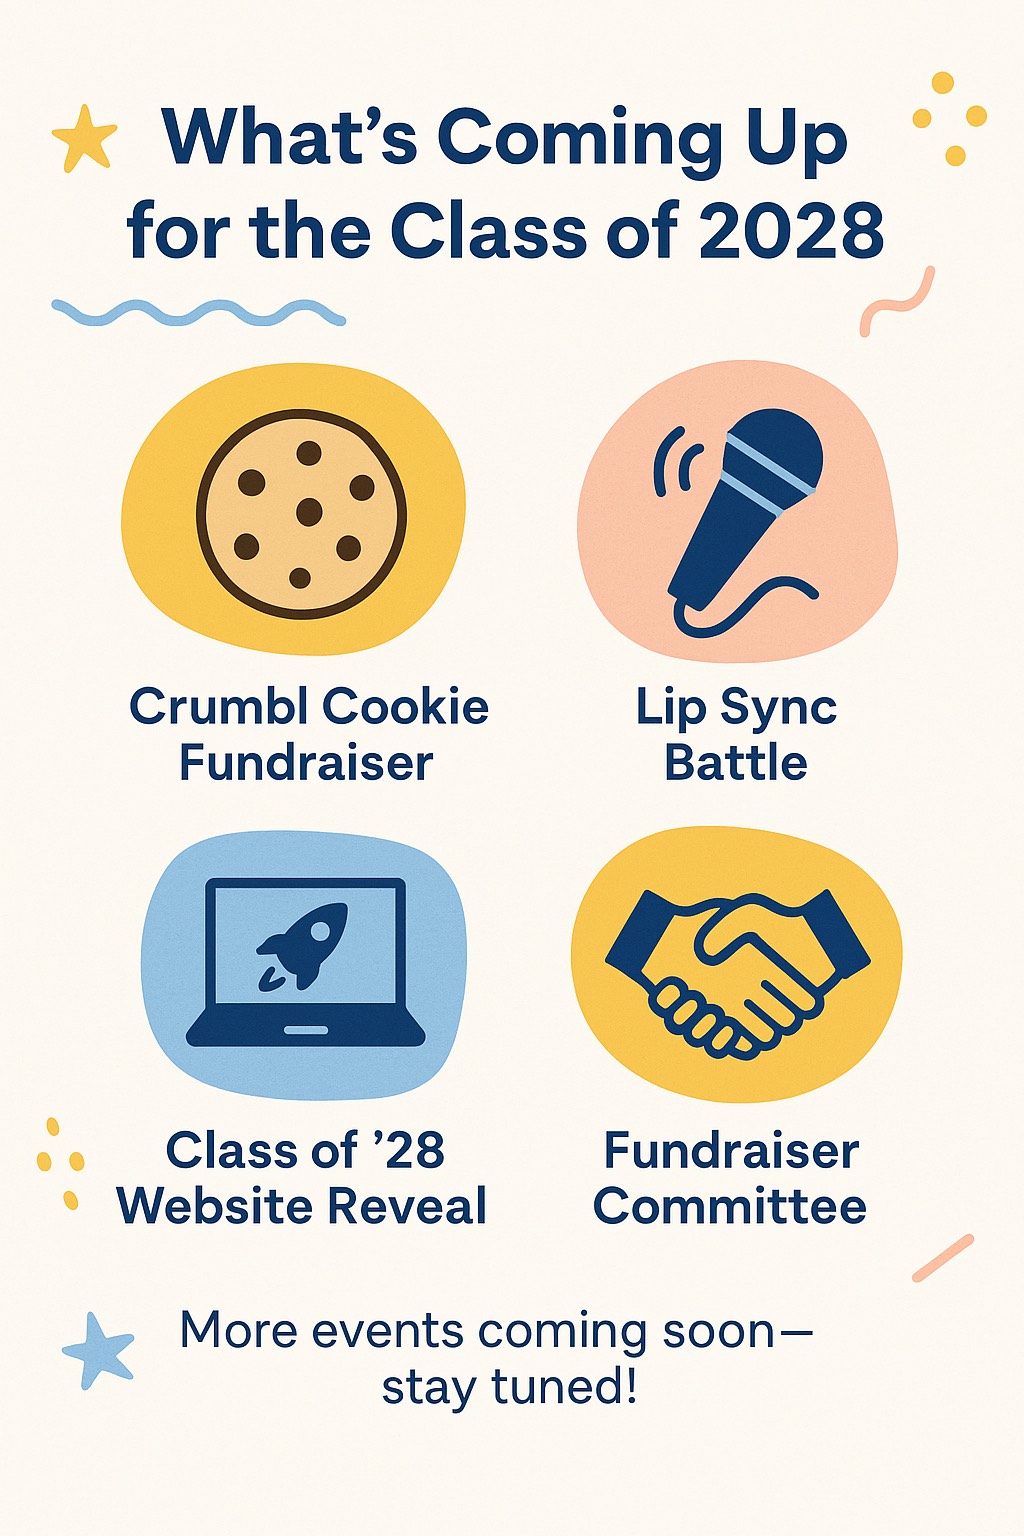 What’s Coming Up
for the Class of 2028
Crumbl Cookie
Fundraiser
Lip Sync
Battle
Class of ’28
Website Reveal
Fundraiser
Committee
More events coming soon—
stay tuned!